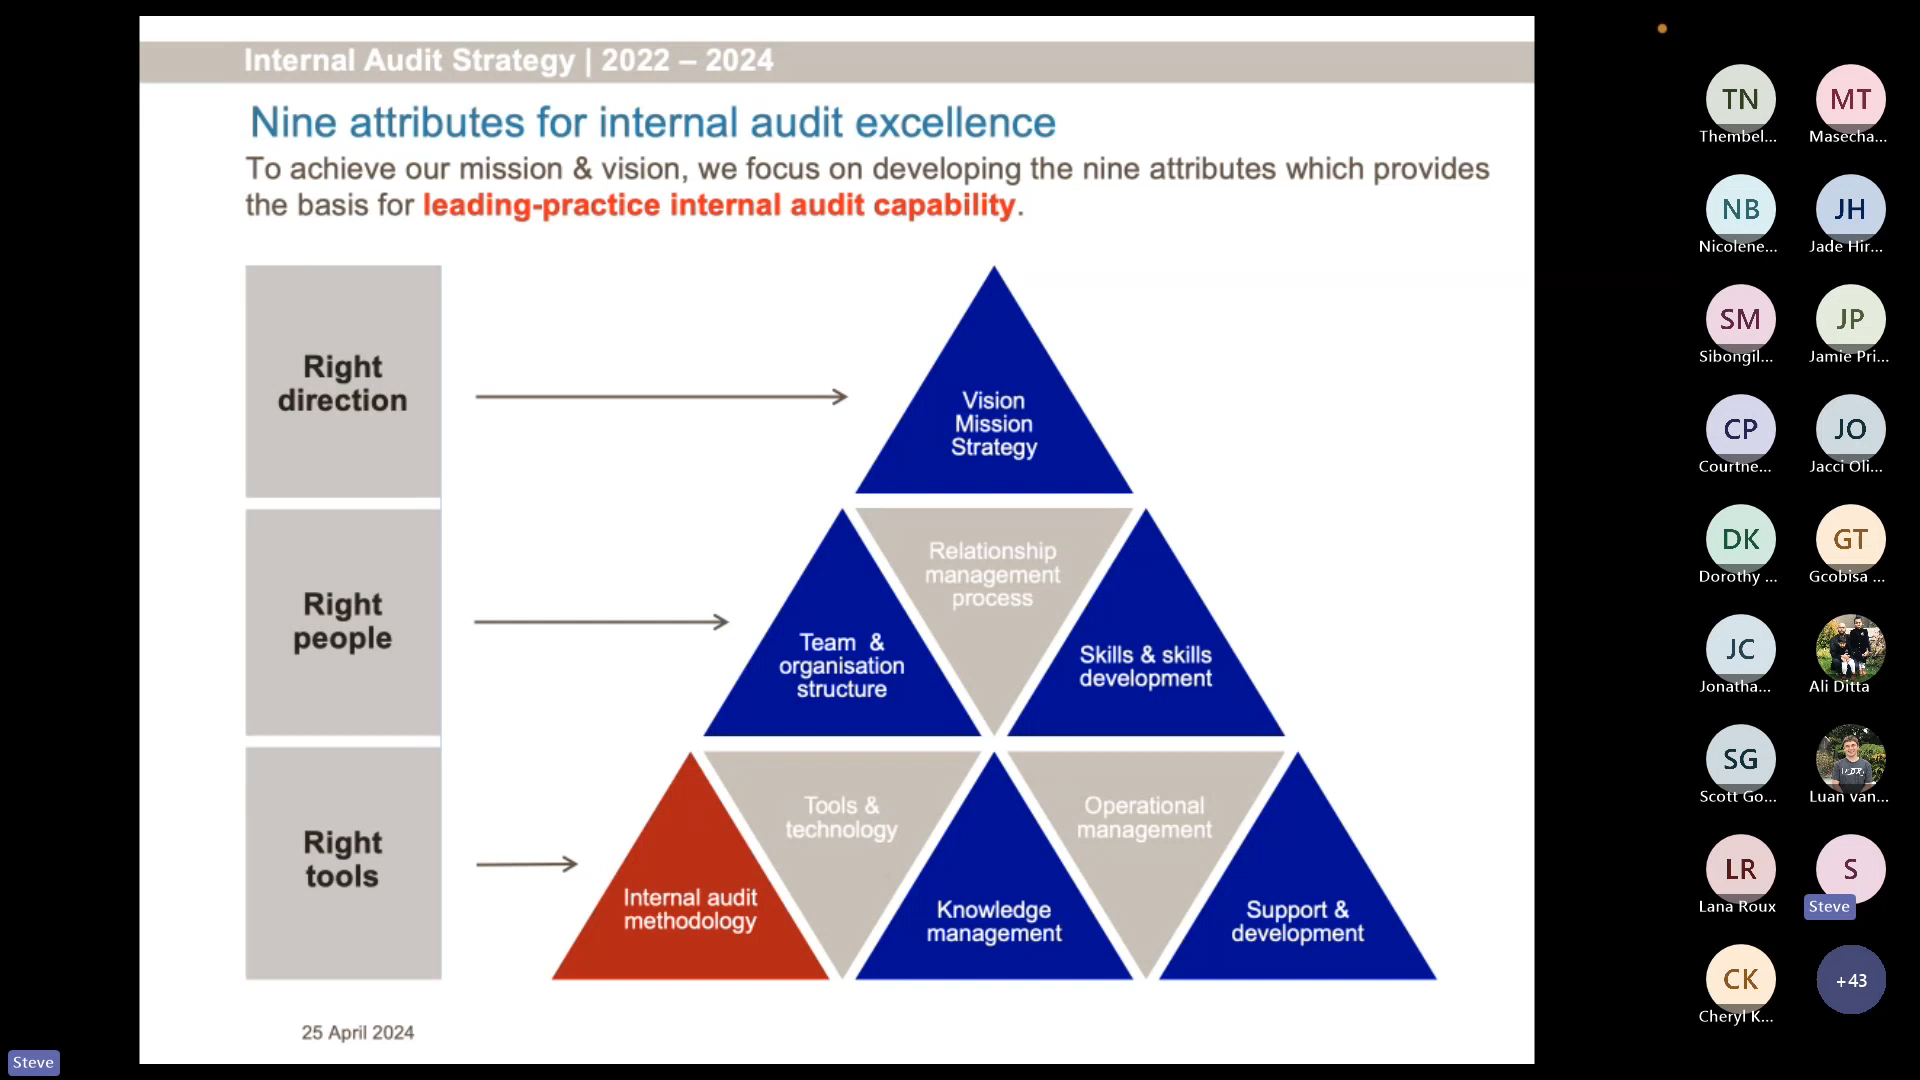 Internal Audit Strategy | 2022 – 2024
Nine attributes for internal audit excellence
To achieve our mission & vision, we focus on developing the nine attributes which provides
the basis for leading-practice internal audit capability.
Right
direction
Vision
Mission
Strategy
Right
people
Relationship
management
process
Team &
organisation
structure
Skills & skills
development
Right
tools
Tools &
technology
Operational
management
Internal audit
methodology
Knowledge
management
Support &
development
25 April 2024
Steve
TN
Thembel...
MT
Masecha...
NB
Nicolene...
JH
Jade Hir...
SM
Sibongil...
JP
Jamie Pri...
CP
Courtne...
JO
Jacci Oli...
DK
Dorothy ...
GT
Gcobisa ...
JC
Jonatha...
Ali Ditta
SG
Scott Go...
Luan van...
LR
Lana Roux
S
Steve
CK
Cheryl K...
+43